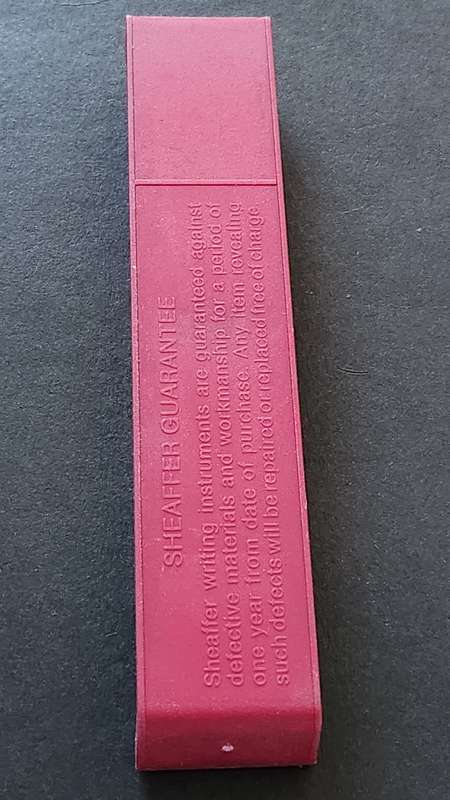 SHEAFFER GUARANTEE
Sheaffer writing instruments are guaranteed against
defective materials and workmanship for a period of
one year from date of purchase. Any item revealing
such defects will be repaired or replaced free of charge.